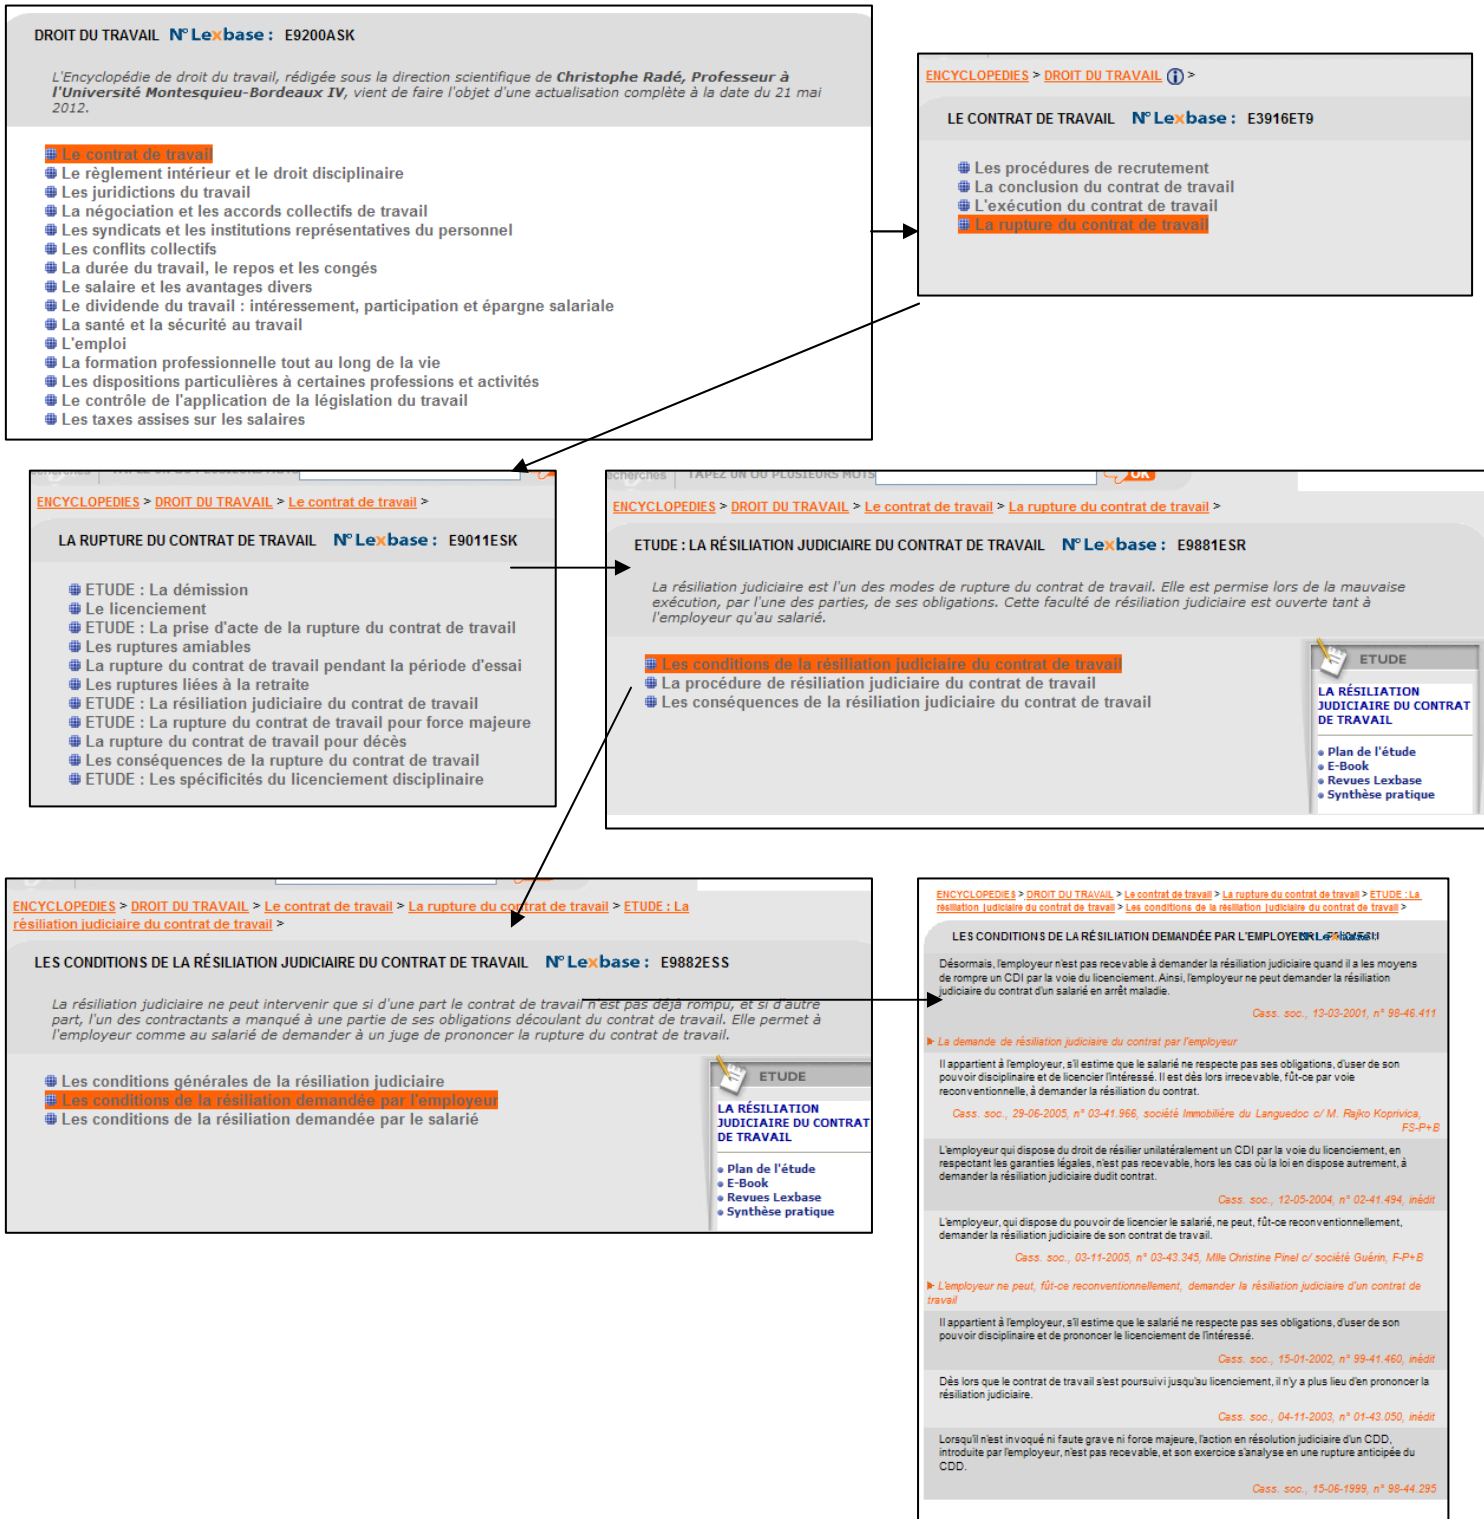 DROIT DU TRAVAIL N° Lexbase : E9200ASK
L'Encyclopédie de droit du travail, rédigée sous la direction scientifique de Christophe Radé, Professeur à
l'Université Montesquieu-Bordeaux IV, vient de faire l'objet d'une actualisation complète à la date du 21 mai
2012.
Le contrat de travail
Le règlement intérieur et le droit disciplinaire
Les juridictions du travail
La négociation et les accords collectifs de travail
Les syndicats et les institutions représentatives du personnel
Les conflits collectifs
La durée du travail, le repos et les congés
Le salaire et les avantages divers
Le dividende du travail : intéressement, participation et épargne salariale
La santé et la sécurité au travail
L'emploi
La formation professionnelle tout au long de la vie
Les dispositions particulières à certaines professions et activités
Le contrôle de l'application de la législation du travail
Les taxes assises sur les salaires
ENCYCLOPEDIES > DROIT DU TRAVAIL >
LE CONTRAT DE TRAVAIL N° Lexbase : E3916ET9
Les procédures de recrutement
La conclusion du contrat de travail
L'exécution du contrat de travail
La rupture du contrat de travail
ENCYCLOPEDIES > DROIT DU TRAVAIL > Le contrat de travail >
LA RUPTURE DU CONTRAT DE TRAVAIL N° Lexbase : E9011ESK
ETUDE : La démission
Le licenciement
ETUDE : La prise d'acte de la rupture du contrat de travail
Les ruptures amiables
La rupture du contrat de travail pendant la période d'essai
Les ruptures liées à la retraite
ETUDE : La résiliation judiciaire du contrat de travail
ETUDE : La rupture du contrat de travail pour force majeure
La rupture du contrat de travail pour décès
Les conséquences de la rupture du contrat de travail
ETUDE : Les spécificités du licenciement disciplinaire
echerches TAPEZ UN OU PLUSIEURS MOTS OK
ENCYCLOPEDIES > DROIT DU TRAVAIL > Le contrat de travail > La rupture du contrat de travail >
ETUDE : LA RÉSILIATION JUDICIAIRE DU CONTRAT DE TRAVAIL N° Lexbase : E9881ESR
La résiliation judiciaire est l'un des modes de rupture du contrat de travail. Elle est permise lors de la mauvaise
exécution, par l'une des parties, de ses obligations. Cette faculté de résiliation judiciaire est ouverte tant à
l'employeur qu'au salarié.
Les conditions de la résiliation judiciaire du contrat de travail
La procédure de résiliation judiciaire du contrat de travail
Les conséquences de la résiliation judiciaire du contrat de travail
ETUDE
LA RÉSILIATION
JUDICIAIRE DU CONTRAT
DE TRAVAIL
Plan de l'étude
E-Book
Revues Lexbase
Synthèse pratique
ENCYCLOPEDIES > DROIT DU TRAVAIL > Le contrat de travail > La rupture du contrat de travail > ETUDE : La
résiliation judiciaire du contrat de travail >
LES CONDITIONS DE LA RÉSILIATION JUDICIAIRE DU CONTRAT DE TRAVAIL N° Lexbase : E9882ESS
La résiliation judiciaire ne peut intervenir que si d'une part le contrat de travail n'est pas déjà rompu, et si d'autre
part, l'un des contractants a manqué à une partie de ses obligations découlant du contrat de travail. Elle permet à
l'employeur comme au salarié de demander à un juge de prononcer la rupture du contrat de travail.
Les conditions générales de la résiliation judiciaire
Les conditions de la résiliation demandée par l'employeur
Les conditions de la résiliation demandée par le salarié
ETUDE
LA RÉSILIATION
JUDICIAIRE DU CONTRAT
DE TRAVAIL
Plan de l'étude
E-Book
Revues Lexbase
Synthèse pratique
ENCYCLOPEDIES > DROIT DU TRAVAIL > Le contrat de travail > La rupture du contrat de travail > ETUDE : La
résiliation judiciaire du contrat de travail > Les conditions de la résiliation judiciaire du contrat de travail >
LES CONDITIONS DE LA RÉSILIATION DEMANDÉE PAR L'EMPLOYEUR
Désormais, l'employeur n'est pas recevable à demander la résiliation judiciaire quand il a les moyens
de rompre un CDI par la voie du licenciement. Ainsi, l'employeur ne peut demander la résiliation
judiciaire du contrat d'un salarié en arrêt maladie.
Cass. soc., 13-03-2001, n° 98-46.411
La demande de résiliation judiciaire du contrat par l'employeur
Il appartient à l'employeur, s'il estime que le salarié ne respecte pas ses obligations, d'user de son
pouvoir disciplinaire et de licencier l'intéressé. Il est dès lors irrecevable, fût-ce par voie
reconventionnelle, à demander la résiliation du contrat.
Cass. soc., 29-06-2005, n° 03-41.966, société Immobilière du Languedoc c/ M. Rajko Koprivica,
FS-P+B
L'employeur qui dispose du droit de résilier unilatéralement un CDI par la voie du licenciement, en
respectant les garanties légales, n'est pas recevable, hors les cas où la loi en dispose autrement, à
demander la résiliation judiciaire dudit contrat.
Cass. soc., 12-05-2004, n° 02-41.494, inédit
L'employeur, qui dispose du pouvoir de licencier le salarié, ne peut, fût-ce reconventionnellement,
demander la résiliation judiciaire de son contrat de travail.
Cass. soc., 03-11-2005, n° 03-43.345, Mlle Christine Pinel c/ société Guérin, F-P+B
L'employeur ne peut, fût-ce reconventionnellement, demander la résiliation judiciaire d'un contrat de
travail
Il appartient à l'employeur, s'il estime que le salarié ne respecte pas ses obligations, d'user de son
pouvoir disciplinaire et de prononcer le licenciement de l'intéressé.
Cass. soc., 15-01-2002, n° 99-41.460, inédit
Dès lors que le contrat de travail s'est poursuivi jusqu'au licenciement, il n'y a plus lieu d'en prononcer la
résiliation judiciaire.
Cass. soc., 04-11-2003, n° 01-43.050, inédit
Lorsqu'il n'est invoqué ni faute grave ni force majeure, l'action en résolution judiciaire d'un CDD,
introduite par l'employeur, n'est pas recevable, et son exercice s'analyse en une rupture anticipée du
CDD.
Cass. soc., 15-06-1999, n° 98-44.295